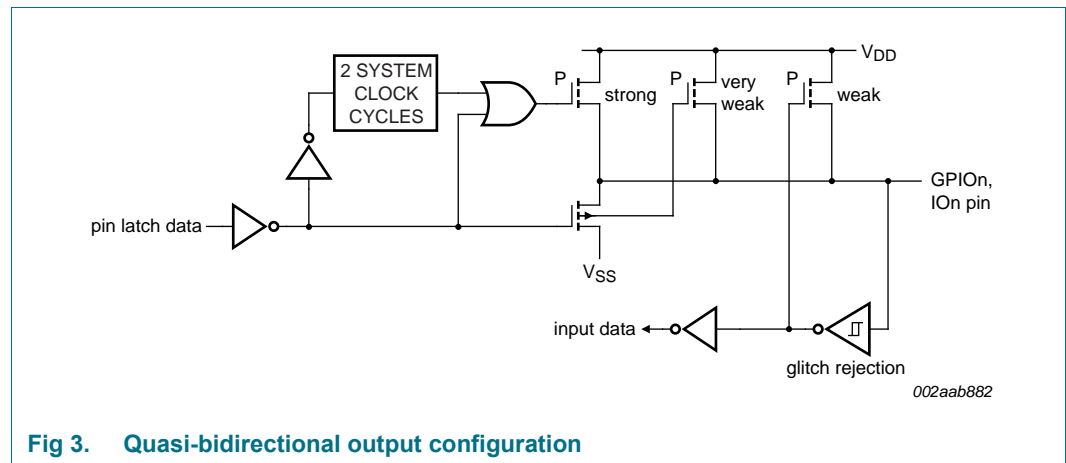 2 SYSTEM
CLOCK
CYCLES
P
strong
P
very
weak
P
weak
VDD
GPIOn,
IOn pin
pin latch data
VSS
input data
glitch rejection
002aab882
Fig 3. Quasi-bidirectional output configuration